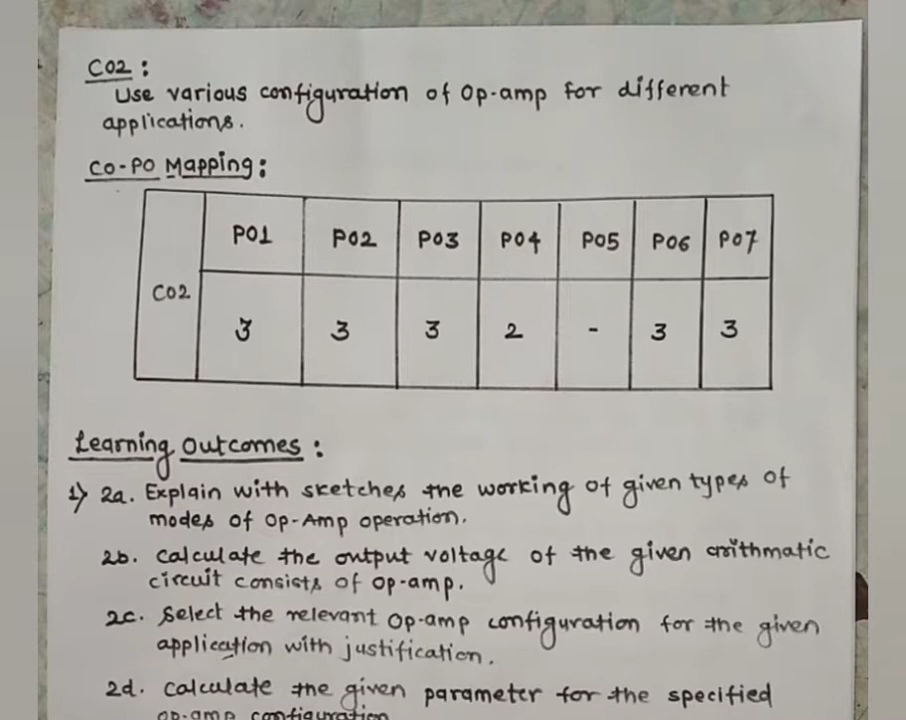 CO2 :
Use various configuration of Op-amp for different
applications.
CO-PO Mapping :
PO1 PO2 PO3 PO4 PO5 PO6 PO7
CO2
3 3 3 2 - 3 3
Learning Outcomes :
1) 2a. Explain with sketches the working of given types of
modes of Op-Amp operation.
2b. Calculate the output voltage of the given arithmatic
circuit consists of op-amp.
2c. Select the relevant Op-amp configuration for the given
application with justification.
2d. Calculate the given parameter for the specified
op-amp configuration